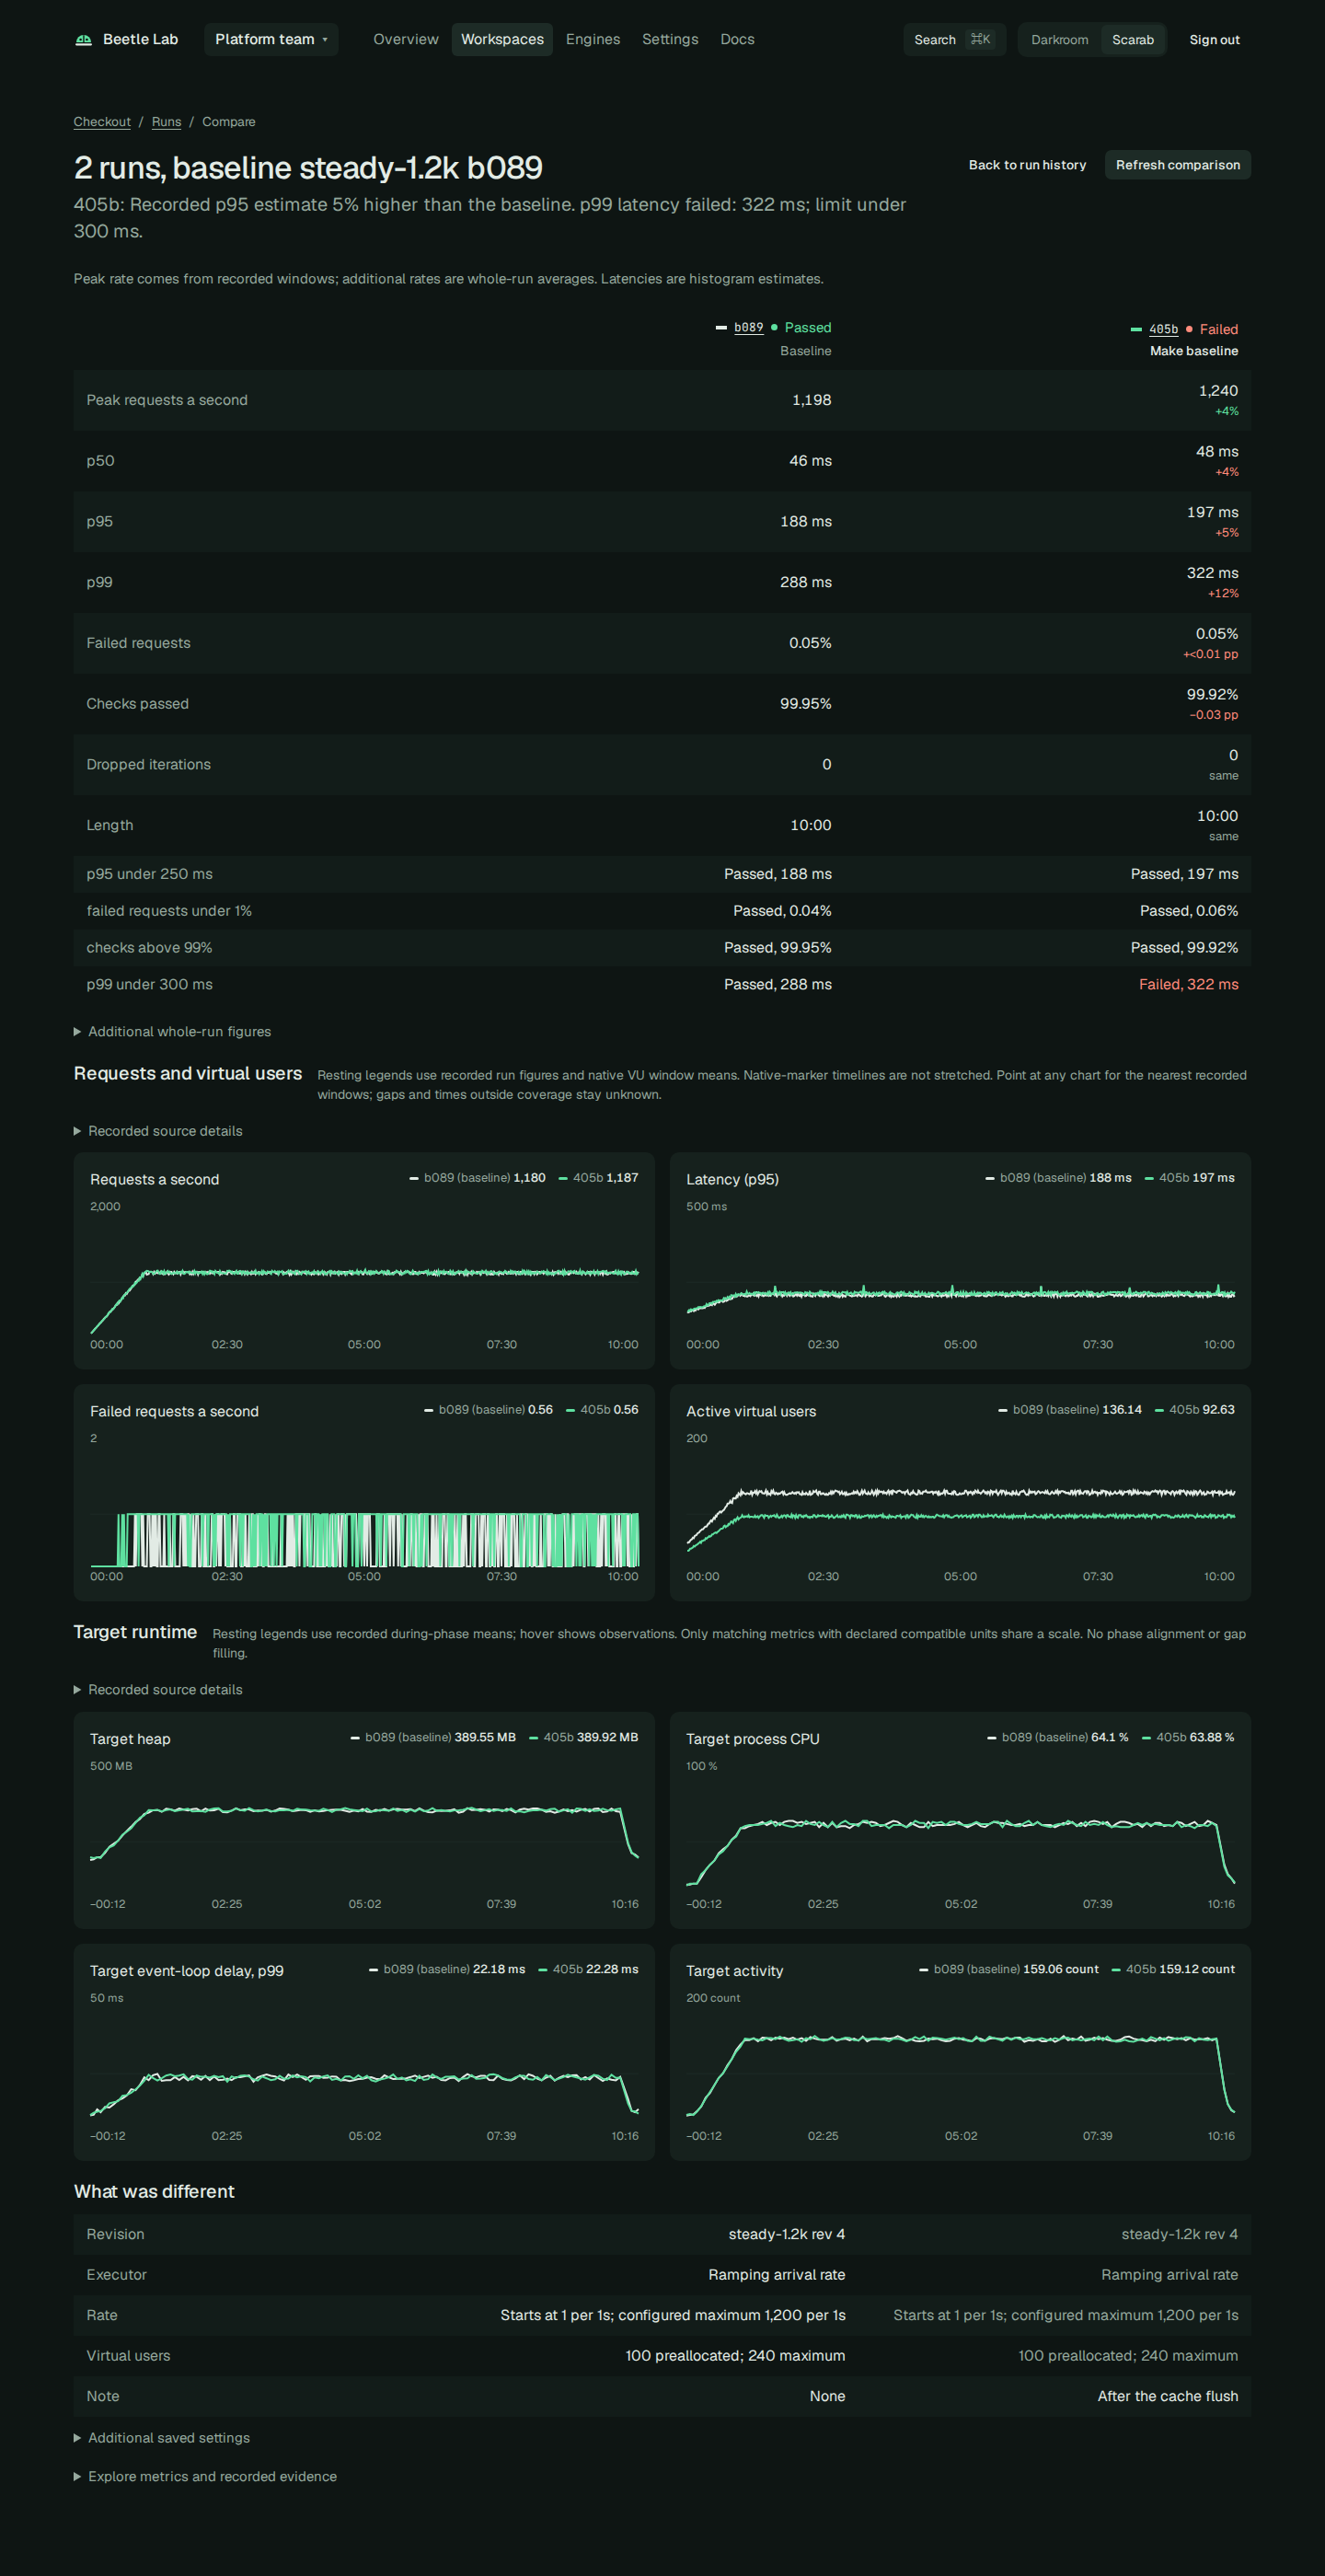 Beetle Lab
Platform team ▾
Overview
Workspaces
Engines
Settings
Docs
Search ⌘K
Darkroom
Scarab
Sign out
Checkout / Runs / Compare
2 runs, baseline steady-1.2k b089
Back to run history
Refresh comparison
405b: Recorded p95 estimate 5% higher than the baseline. p99 latency failed: 322 ms; limit under
300 ms.
Peak rate comes from recorded windows; additional rates are whole-run averages. Latencies are histogram estimates.
b089 Passed
Baseline
405b Failed
Make baseline
Peak requests a second 1,198 1,240
+4%
p50 46 ms 48 ms
+4%
p95 188 ms 197 ms
+5%
p99 288 ms 322 ms
+12%
Failed requests 0.05% 0.05%
+<0.01 pp
Checks passed 99.95% 99.92%
−0.03 pp
Dropped iterations 0 0
same
Length 10:00 10:00
same
p95 under 250 ms Passed, 188 ms Passed, 197 ms
failed requests under 1% Passed, 0.04% Passed, 0.06%
checks above 99% Passed, 99.95% Passed, 99.92%
p99 under 300 ms Passed, 288 ms Failed, 322 ms
Additional whole-run figures
Requests and virtual users
Resting legends use recorded run figures and native VU window means. Native-marker timelines are not stretched. Point at any chart for the nearest recorded
windows; gaps and times outside coverage stay unknown.
Recorded source details
Requests a second b089 (baseline) 1,180 405b 1,187
2,000
00:00 02:30 05:00 07:30 10:00
Latency (p95) b089 (baseline) 188 ms 405b 197 ms
500 ms
00:00 02:30 05:00 07:30 10:00
Failed requests a second b089 (baseline) 0.56 405b 0.56
2
00:00 02:30 05:00 07:30 10:00
Active virtual users b089 (baseline) 136.14 405b 92.63
200
00:00 02:30 05:00 07:30 10:00
Target runtime
Resting legends use recorded during-phase means; hover shows observations. Only matching metrics with declared compatible units share a scale. No phase alignment or gap
filling.
Recorded source details
Target heap b089 (baseline) 389.55 MB 405b 389.92 MB
500 MB
−00:12 02:25 05:02 07:39 10:16
Target process CPU b089 (baseline) 64.1 % 405b 63.88 %
100 %
−00:12 02:25 05:02 07:39 10:16
Target event-loop delay, p99 b089 (baseline) 22.18 ms 405b 22.28 ms
50 ms
−00:12 02:25 05:02 07:39 10:16
Target activity b089 (baseline) 159.06 count 405b 159.12 count
200 count
−00:12 02:25 05:02 07:39 10:16
What was different
Revision steady-1.2k rev 4 steady-1.2k rev 4
Executor Ramping arrival rate Ramping arrival rate
Rate Starts at 1 per 1s; configured maximum 1,200 per 1s Starts at 1 per 1s; configured maximum 1,200 per 1s
Virtual users 100 preallocated; 240 maximum 100 preallocated; 240 maximum
Note None After the cache flush
Additional saved settings
Explore metrics and recorded evidence